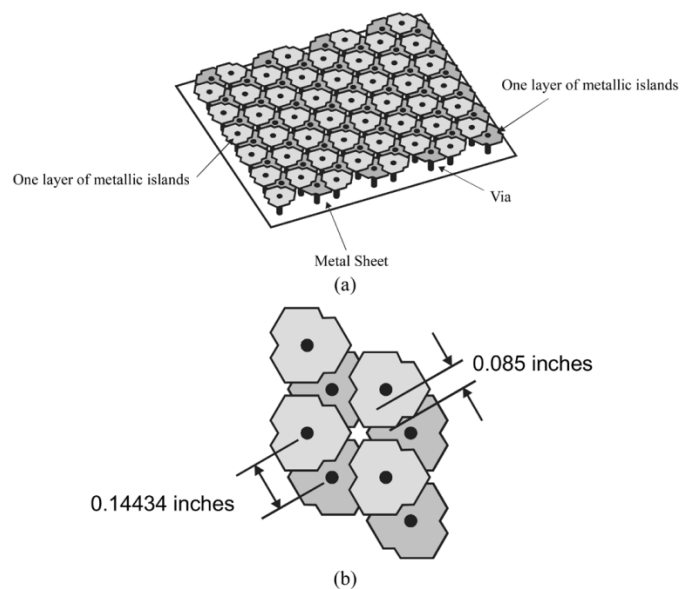 One layer of metallic islands
One layer of metallic islands
Via
Metal Sheet
(a)
0.085 inches
0.14434 inches
(b)